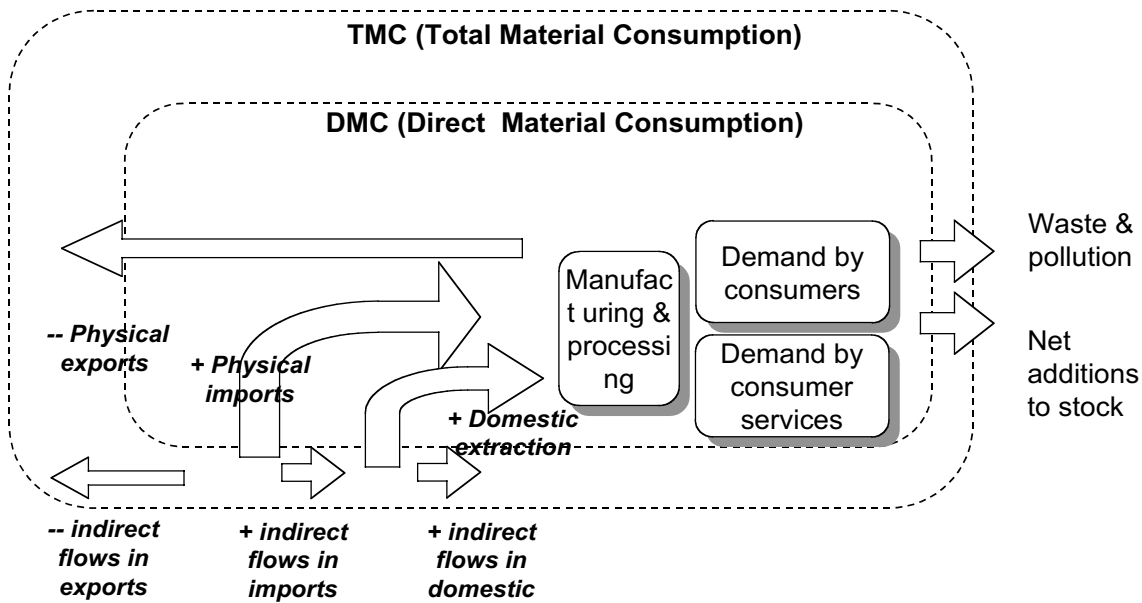 TMC (Total Material Consumption)
DMC (Direct  Material Consumption)
Waste &
pollution
Demand by
consumers
Manufac
t uring &
processi
ng
-- Physical
exports
+ Physical
imports
Demand by
consumer
services
Net
additions
to stock
+ Domestic
extraction
-- indirect
flows in
exports
+ indirect
flows in
imports
+ indirect
flows in
domestic